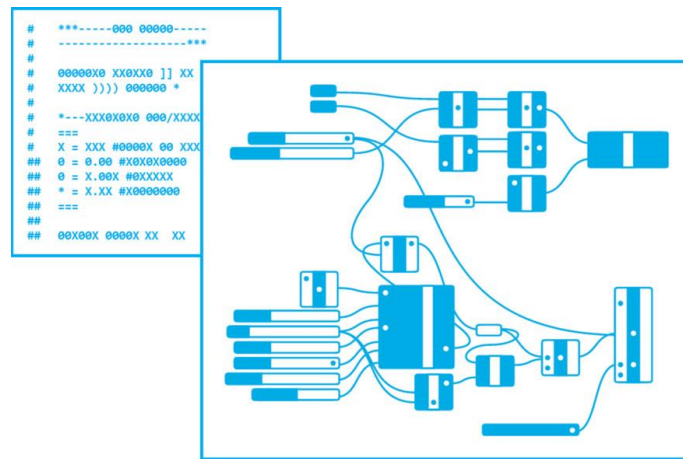 # ***-----000 00000-----
# -------------------***
#
# 00000X0 XX0XX0 ]] XX
# XXXX )))) 000000 *
#
# *---XXX0X0X0 000/XXXX
# ===
# X = XXX #0000X 00 XXX
## 0 = 0.00 #X0X0X0000
## 0 = X.00X #0XXXXX
## * = X.XX #X0000000
## ===
##
## 00X00X 0000X XX XX